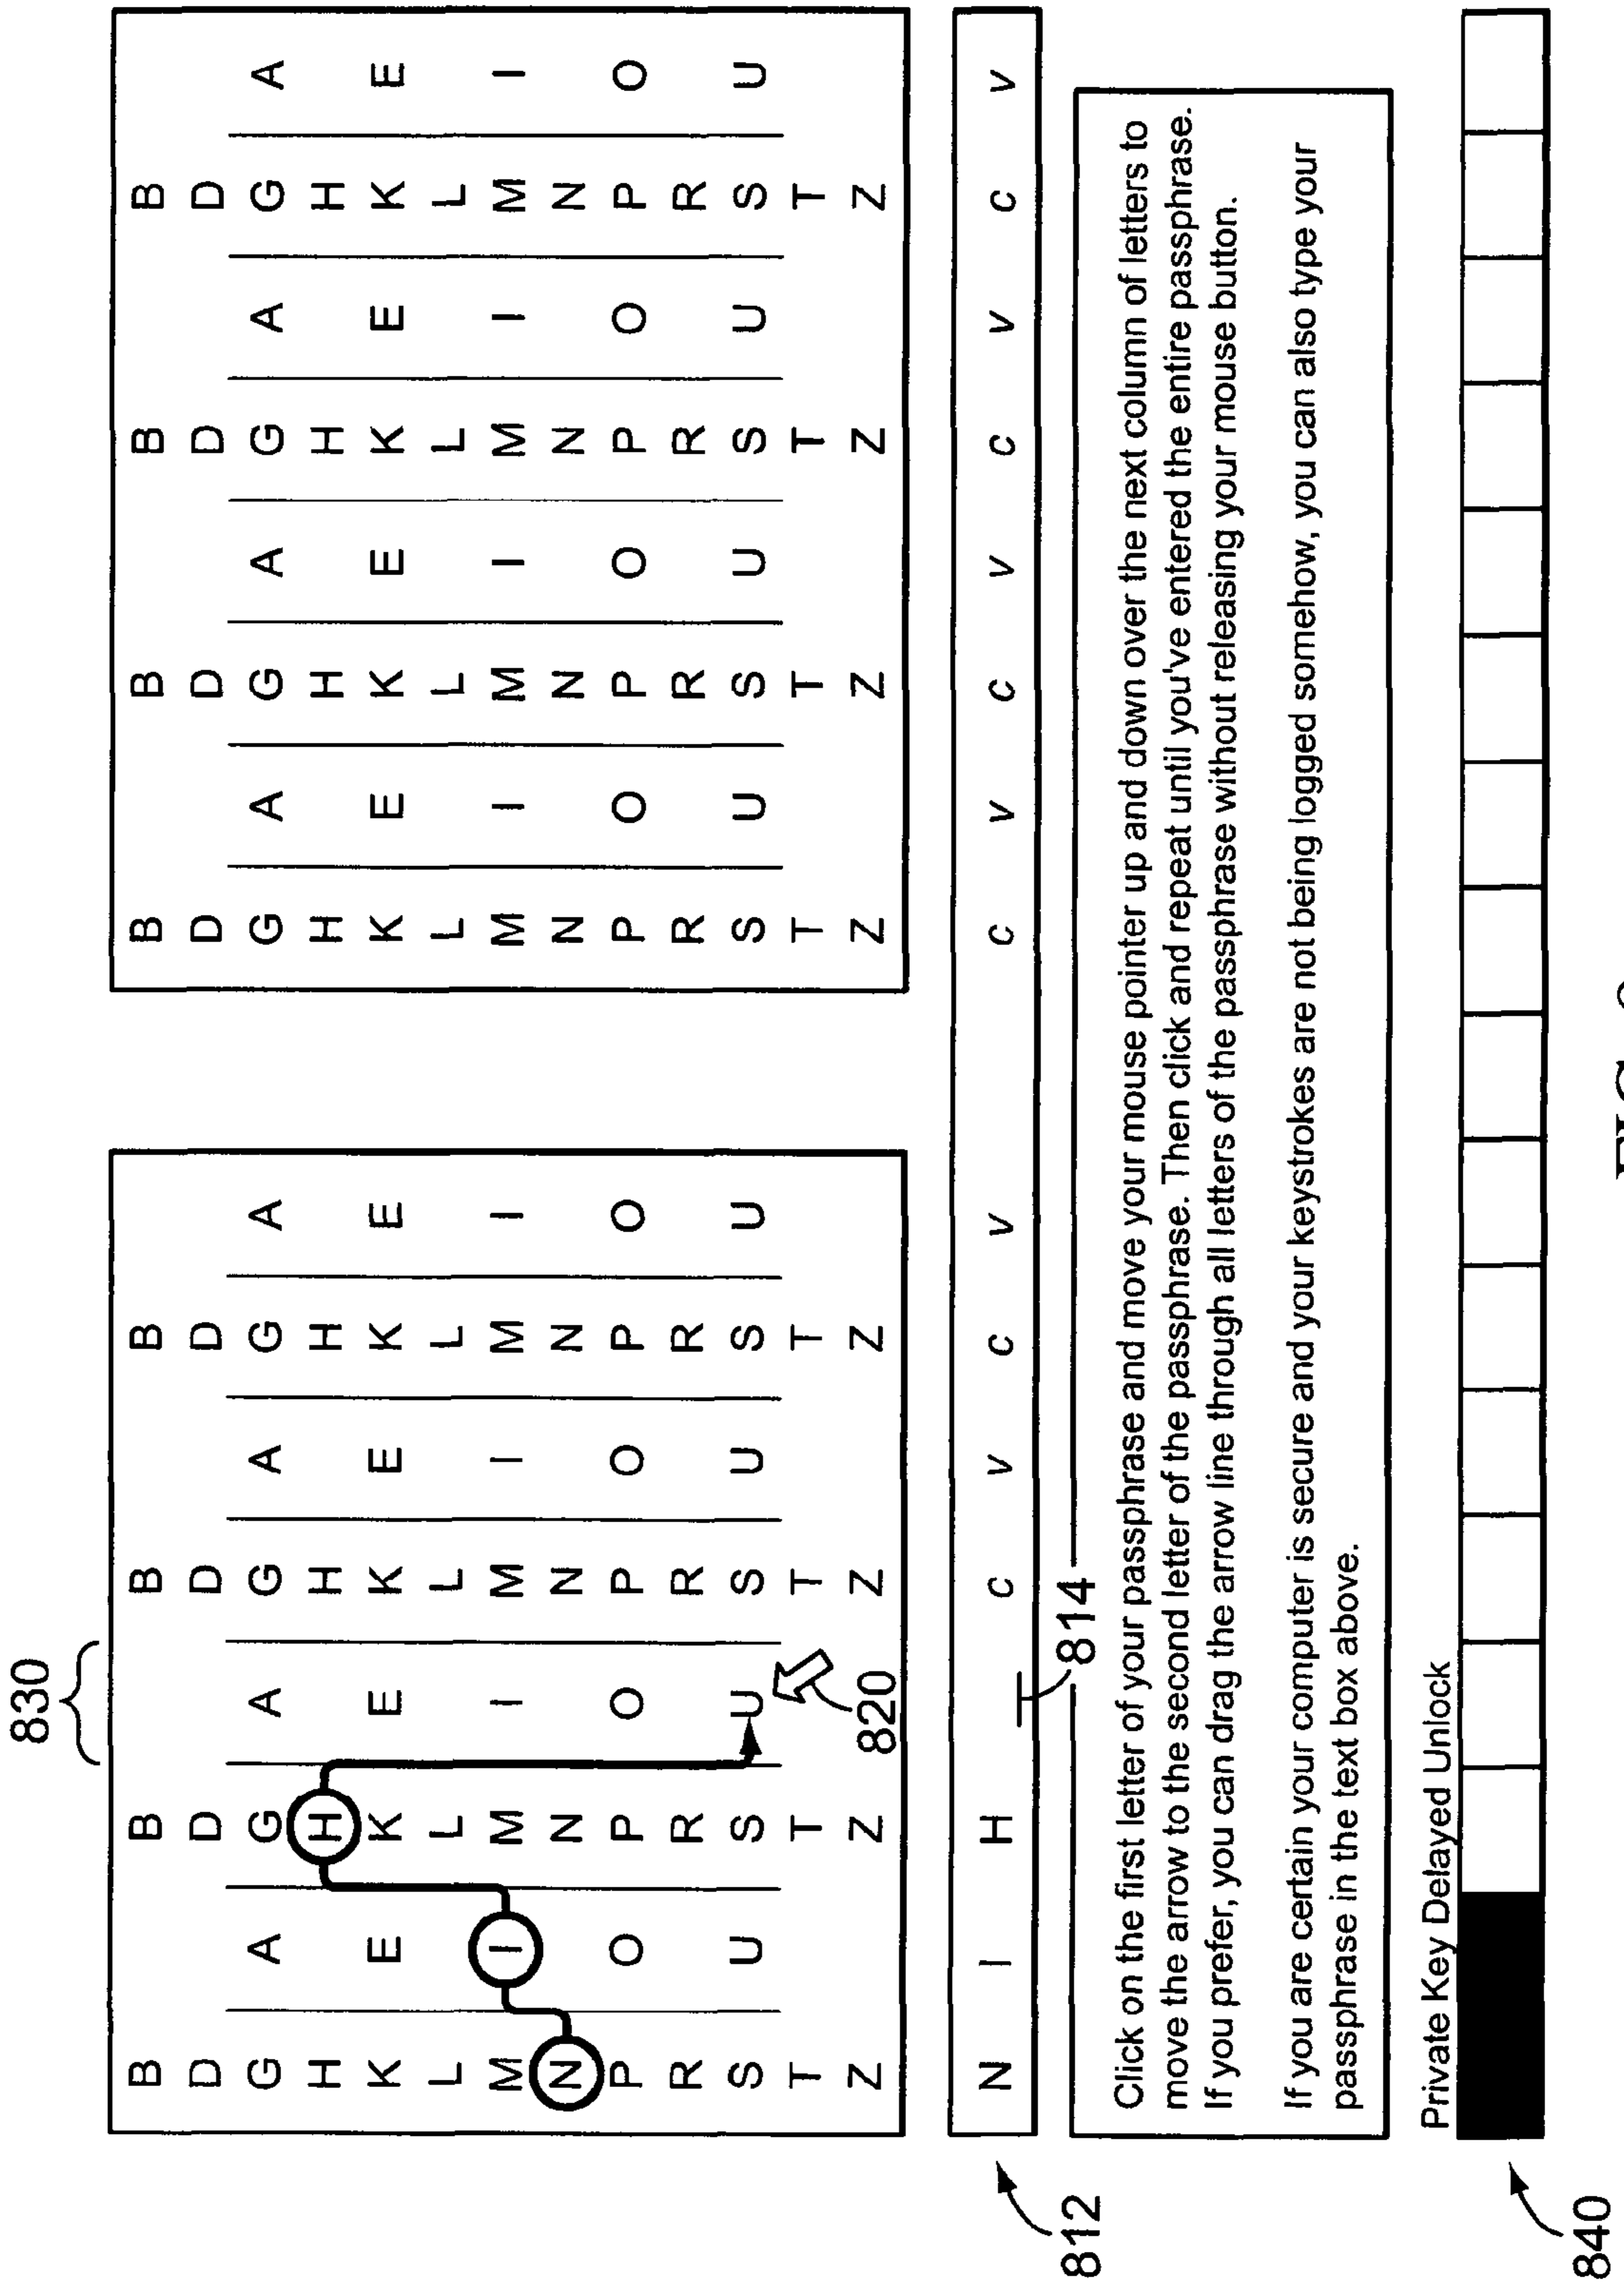 830
B B B B B B B B
D D D D D D D D
G A G A G A G A G A G A G A G A
H H H H H H H H
K E K E K E K E K E K E K E K E
L L L L L L L L
M I M I M I M I M I M I M I M I
N N N N N N N N
P O P O P O P O P O P O P O P O
R R R R R R R R
S U S U S U S U S U S U S U S U
T T T T T T T T
Z Z Z Z Z Z Z Z
820
N I H c v c v c v c v c v c v
812
814
Click on the first letter of your passphrase and move your mouse pointer up and down over the next column of letters to
move the arrow to the second letter of the passphrase. Then click and repeat until you've entered the entire passphrase.
If you prefer, you can drag the arrow line through all letters of the passphrase without releasing your mouse button.
If you are certain your computer is secure and your keystrokes are not being logged somehow, you can also type your
passphrase in the text box above.
Private Key Delayed Unlock
840